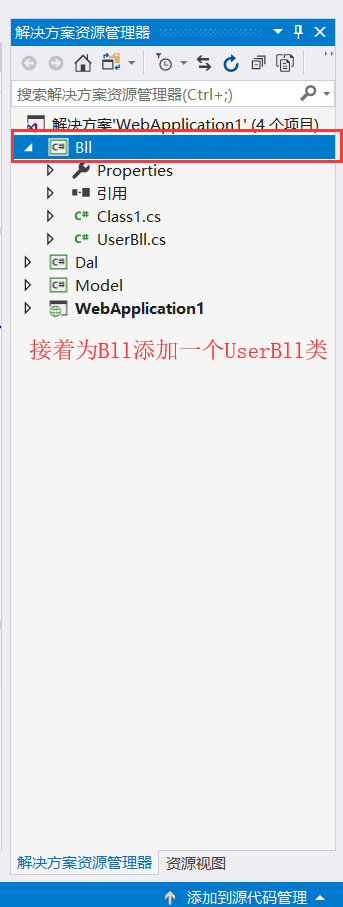 解决方案资源管理器
搜索解决方案资源管理器(Ctrl+;)
解决方案'WebApplication1' (4 个项目)
C# Bll
Properties
引用
C# Class1.cs
C# UserBll.cs
C# Dal
C# Model
WebApplication1
接着为Bll添加一个UserBll类
解决方案资源管理器 资源视图
添加到源代码管理